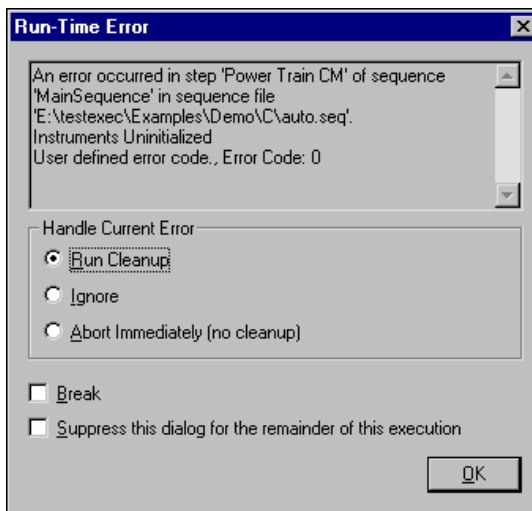 Run-Time Error
An error occurred in step 'Power Train CM' of sequence
'MainSequence' in sequence file
'E:\testexec\Examples\Demo\C\auto.seq'.
Instruments Uninitialized
User defined error code., Error Code: 0
Handle Current Error
Run Cleanup
Ignore
Abort Immediately (no cleanup)
Break
Suppress this dialog for the remainder of this execution
OK